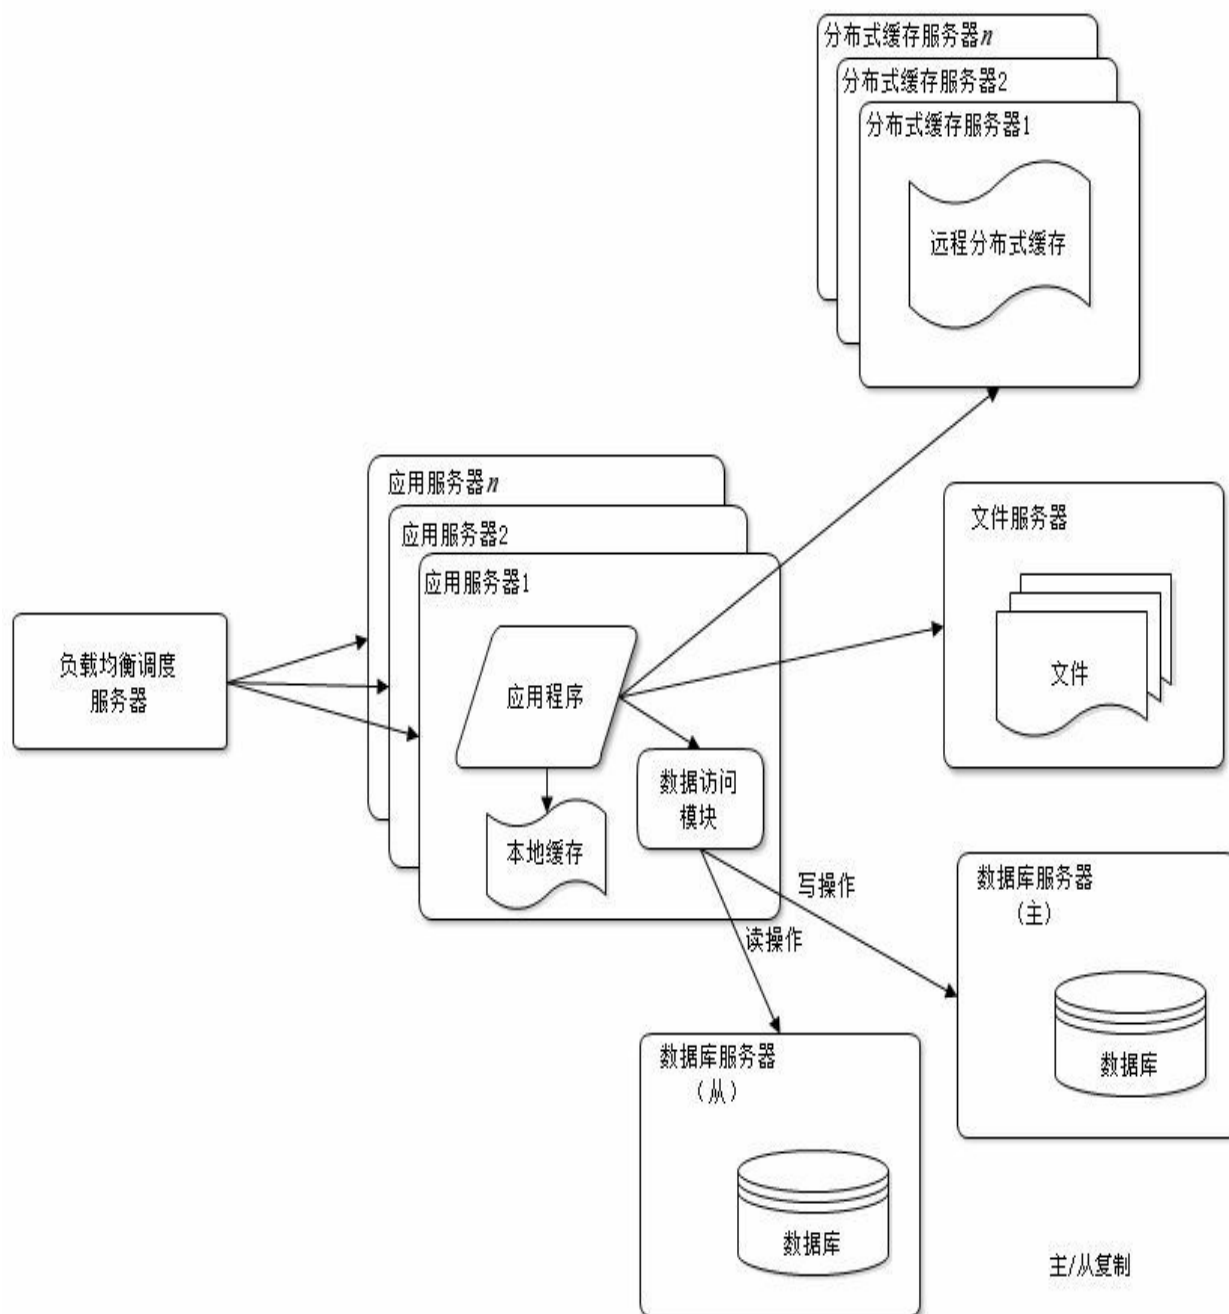 分布式缓存服务器n
分布式缓存服务器2
分布式缓存服务器1
远程分布式缓存
应用服务器n
应用服务器2
应用服务器1
文件服务器
负载均衡调度
服务器
应用程序
文件
数据访问
模块
本地缓存
写操作
数据库服务器
(主)
读操作
数据库
数据库服务器
(从)
数据库
主/从复制